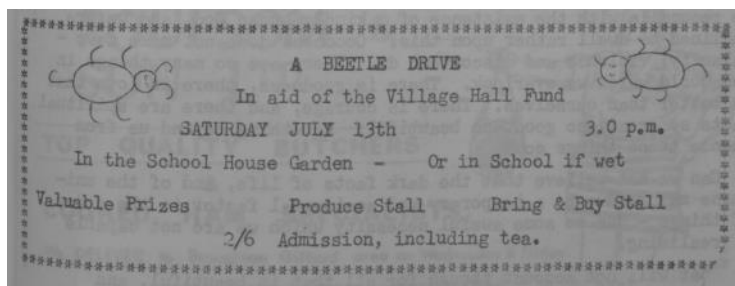 A BEETLE DRIVE
In aid of the Village Hall Fund
SATURDAY JULY 13th 3.0 p.m.
In the School House Garden - Or in School if wet
Valuable Prizes Produce Stall Bring & Buy Stall
2/6 Admission, including tea.